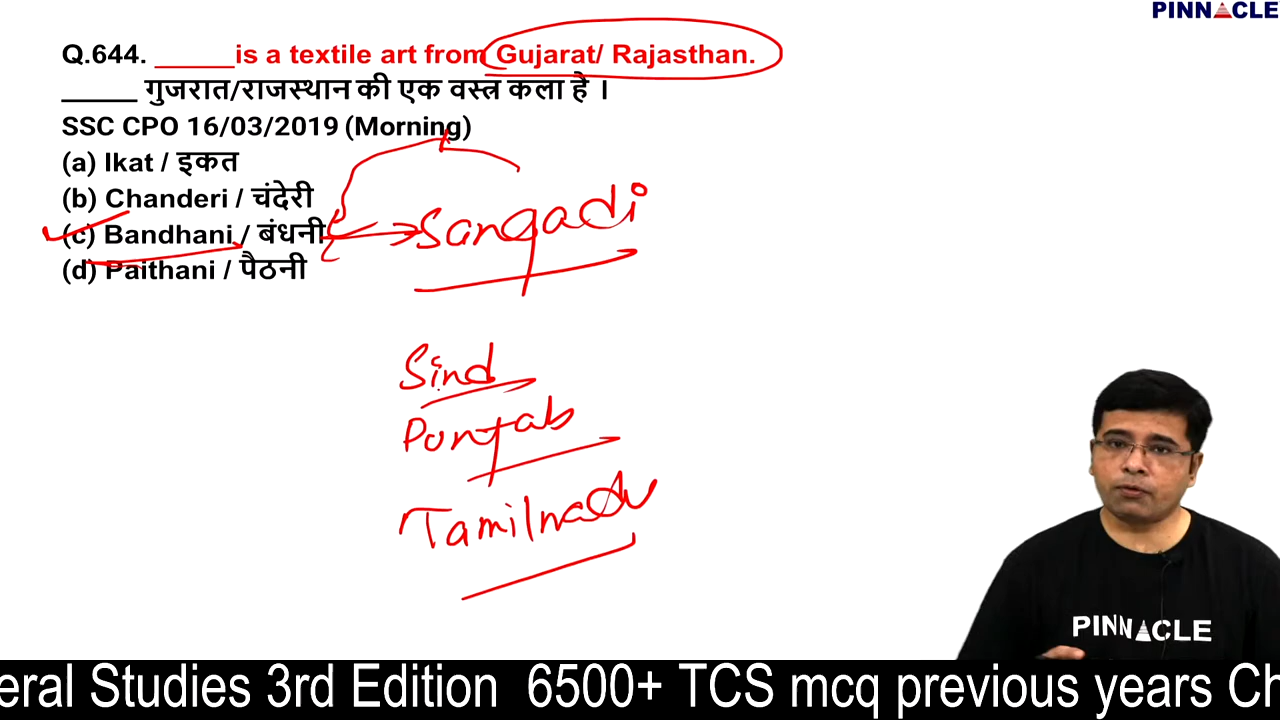 PINNACLE
Q.644. _____is a textile art from Gujarat/ Rajasthan.
_____ गुजरात/राजस्थान की एक वस्त्र कला है ।
SSC CPO 16/03/2019 (Morning)
(a) Ikat / इकत
(b) Chanderi / चंदेरी
(c) Bandhani / बंधनी
(d) Paithani / पैठनी
Sangadi
Sind
Punjab
Tamilnadu
PINNACLE
eral Studies 3rd Edition 6500+ TCS mcq previous years Ch